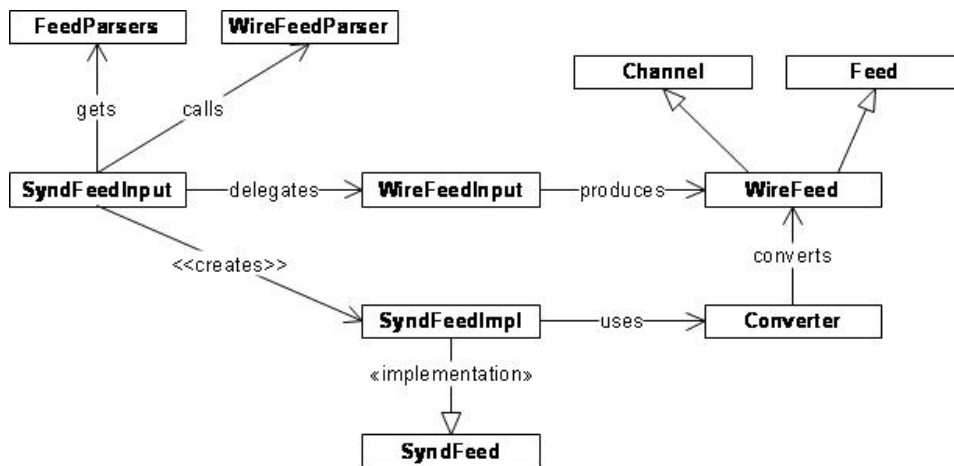 FeedParsers
WireFeedParser
Channel
Feed
gets
calls
SyndFeedInput
delegates
WireFeedInput
produces
WireFeed
<<creates>>
converts
SyndFeedImpl
uses
Converter
«implementation»
SyndFeed